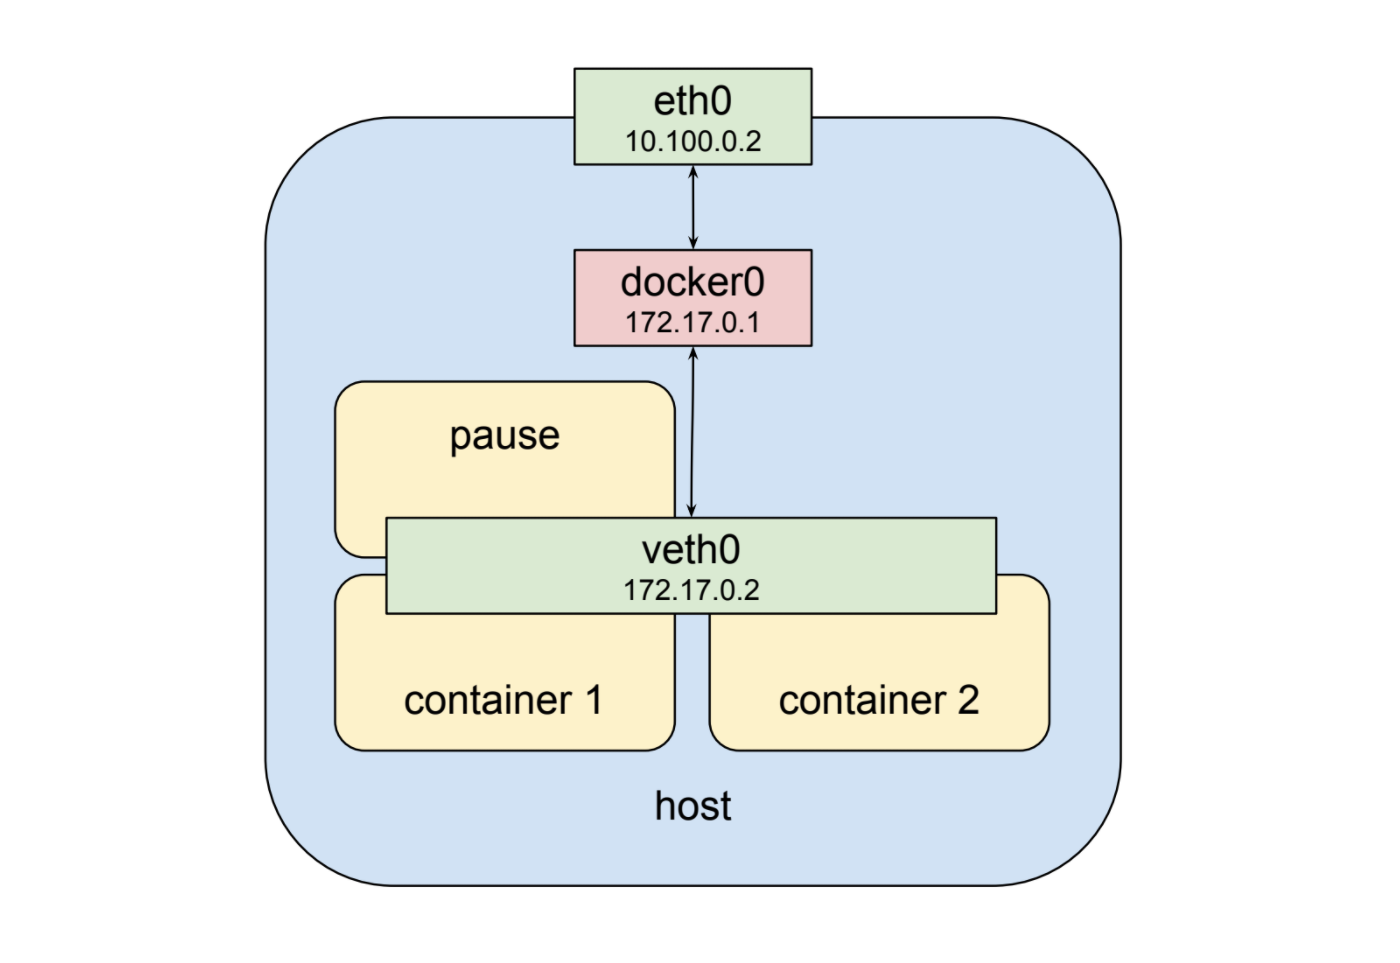 eth0
10.100.0.2
docker0
172.17.0.1
pause
veth0
172.17.0.2
container 1
container 2
host